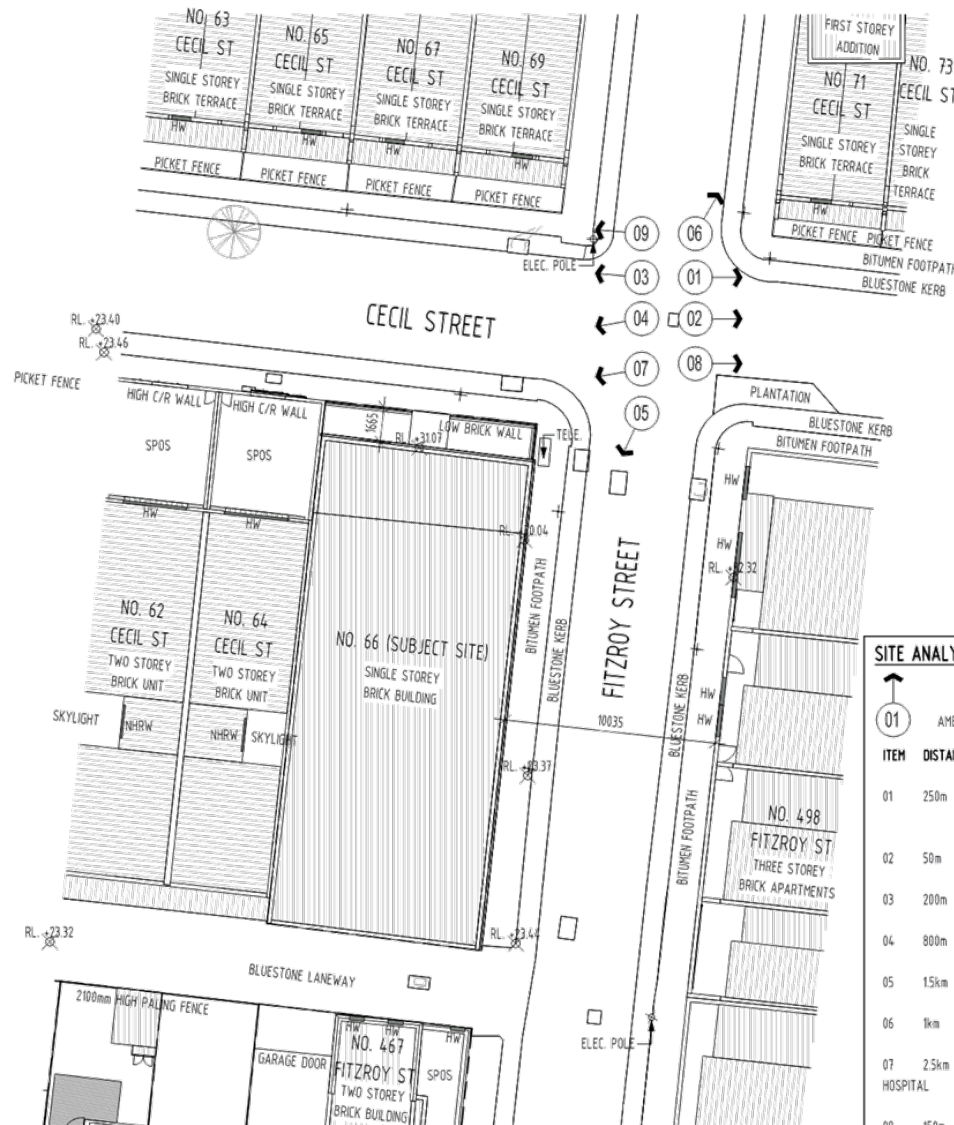 NO. 63
CECIL ST
SINGLE STOREY
BRICK TERRACE
HW
PICKET FENCE
NO. 65
CECIL ST
SINGLE STOREY
BRICK TERRACE
HW
PICKET FENCE
NO. 67
CECIL ST
SINGLE STOREY
BRICK TERRACE
HW
PICKET FENCE
NO. 69
CECIL ST
SINGLE STOREY
BRICK TERRACE
HW
PICKET FENCE
FIRST STOREY
ADDITION
NO. 71
CECIL ST
SINGLE STOREY
BRICK TERRACE
HW
PICKET FENCE
NO. 73
CECIL
SINGLE
STOREY
BRICK
TERRACE
PICKET FENCE
BITUMEN FOOTPATH
BLUESTONE KERB
ELEC. POLE
09
06
03
01
04
02
07
08
05
CECIL STREET
RL. +23.40
RL. +23.46
PICKET FENCE
HIGH C/R WALL
HIGH C/R WALL
SPOS
SPOS
1665
LOW BRICK WALL
RL. +31.07
TELE.
PLANTATION
BLUESTONE KERB
BITUMEN FOOTPATH
HW
HW
HW
HW
RL.
BITUMEN FOOTPATH
BLUESTONE KERB
FITZROY STREET
RL.
HW
HW
NO. 62
CECIL ST
TWO STOREY
BRICK UNIT
SKYLIGHT
NHRW
NO. 64
CECIL ST
TWO STOREY
BRICK UNIT
NHRW
SKYLIGHT
NO. 66 (SUBJECT SITE)
SINGLE STOREY
BRICK BUILDING
10035
BLUESTONE KERB
BITUMEN FOOTPATH
RL.
NO. 498
FITZROY ST
THREE STOREY
BRICK APARTMENTS
RL. +23.32
RL. +23.44
BLUESTONE LANEWAY
2100mm HIGH PALING FENCE
GARAGE DOOR
HW
HW
HW
NO. 467
FITZROY ST
TWO STOREY
BRICK BUILDING
SPOS
ELEC. POLE
SITE
01
ITEM
01 250m
02 50m
03 200m
04 800m
05 1.5km
06 1km
07 2.5km
HOSPITAL